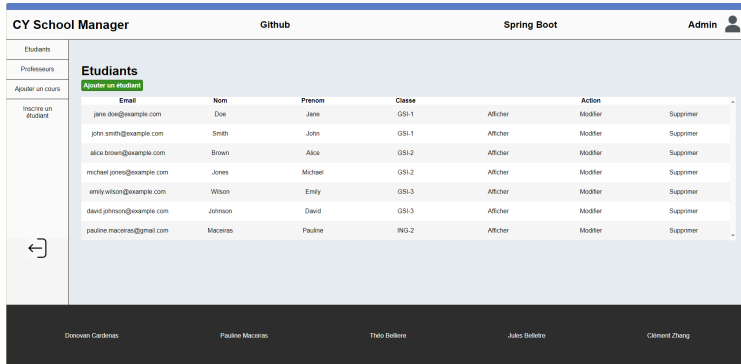 CY School Manager Github Spring Boot Admin
Etudiants
Professeurs
Ajouter un cours
Inscrire un
étudiant
Etudiants
Ajouter un étudiant
Email Nom Prenom Classe Action
jane.doe@example.com Doe Jane GSI-1 Afficher Modifier Supprimer
john.smith@example.com Smith John GSI-1 Afficher Modifier Supprimer
alice.brown@example.com Brown Alice GSI-2 Afficher Modifier Supprimer
michael.jones@example.com Jones Michael GSI-2 Afficher Modifier Supprimer
emily.wilson@example.com Wilson Emily GSI-3 Afficher Modifier Supprimer
david.johnson@example.com Johnson David GSI-3 Afficher Modifier Supprimer
pauline.maceiras@gmail.com Maceiras Pauline ING-2 Afficher Modifier Supprimer
Donovan Cardenas Pauline Maceiras Théo Belliere Jules Belletre Clément Zhang